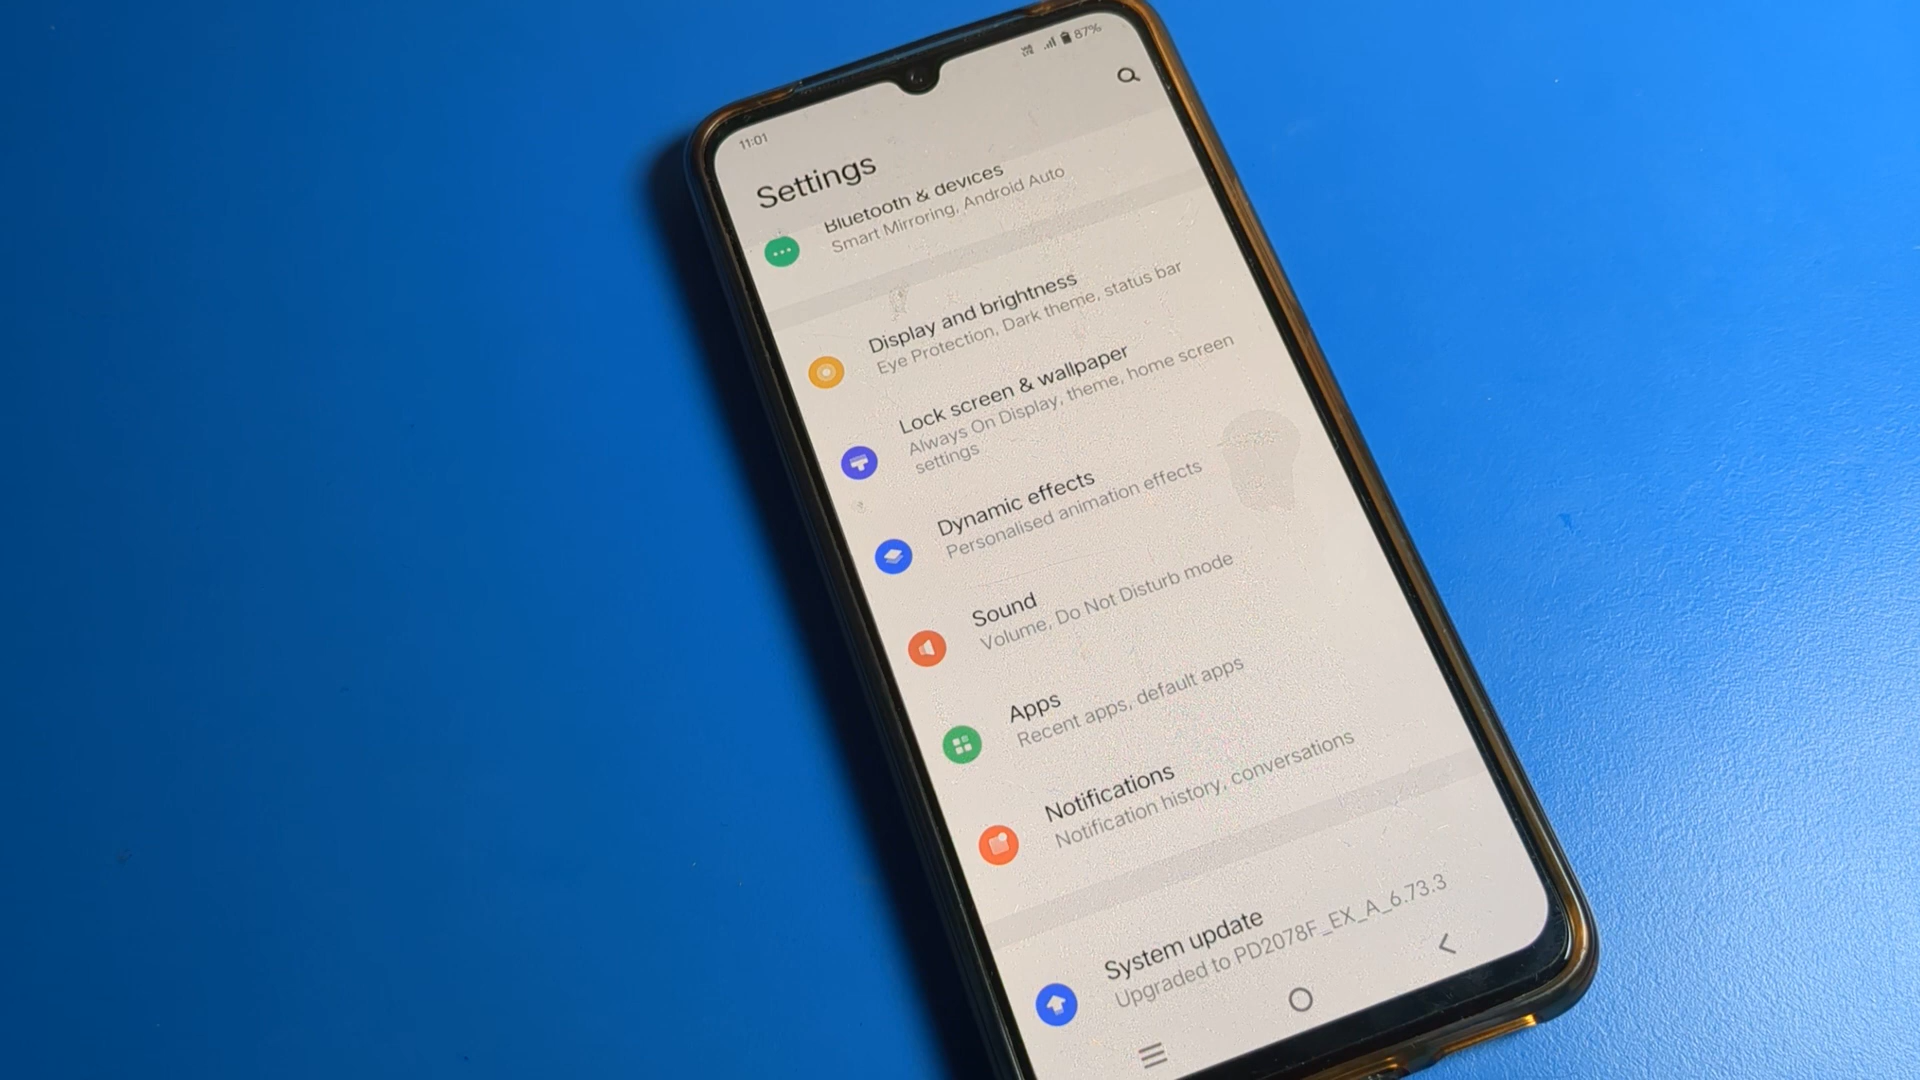 11:01
VoI LTE 87%
Settings
Bluetooth & devices
Smart Mirroring, Android Auto
Display and brightness
Eye Protection, Dark theme, status bar
Lock screen & wallpaper
Always On Display, theme, home screen
settings
Dynamic effects
Personalised animation effects
Sound
Volume, Do Not Disturb mode
Apps
Recent apps, default apps
Notifications
Notification history, conversations
System update
Upgraded to PD2078F_EX_A_6.73.3